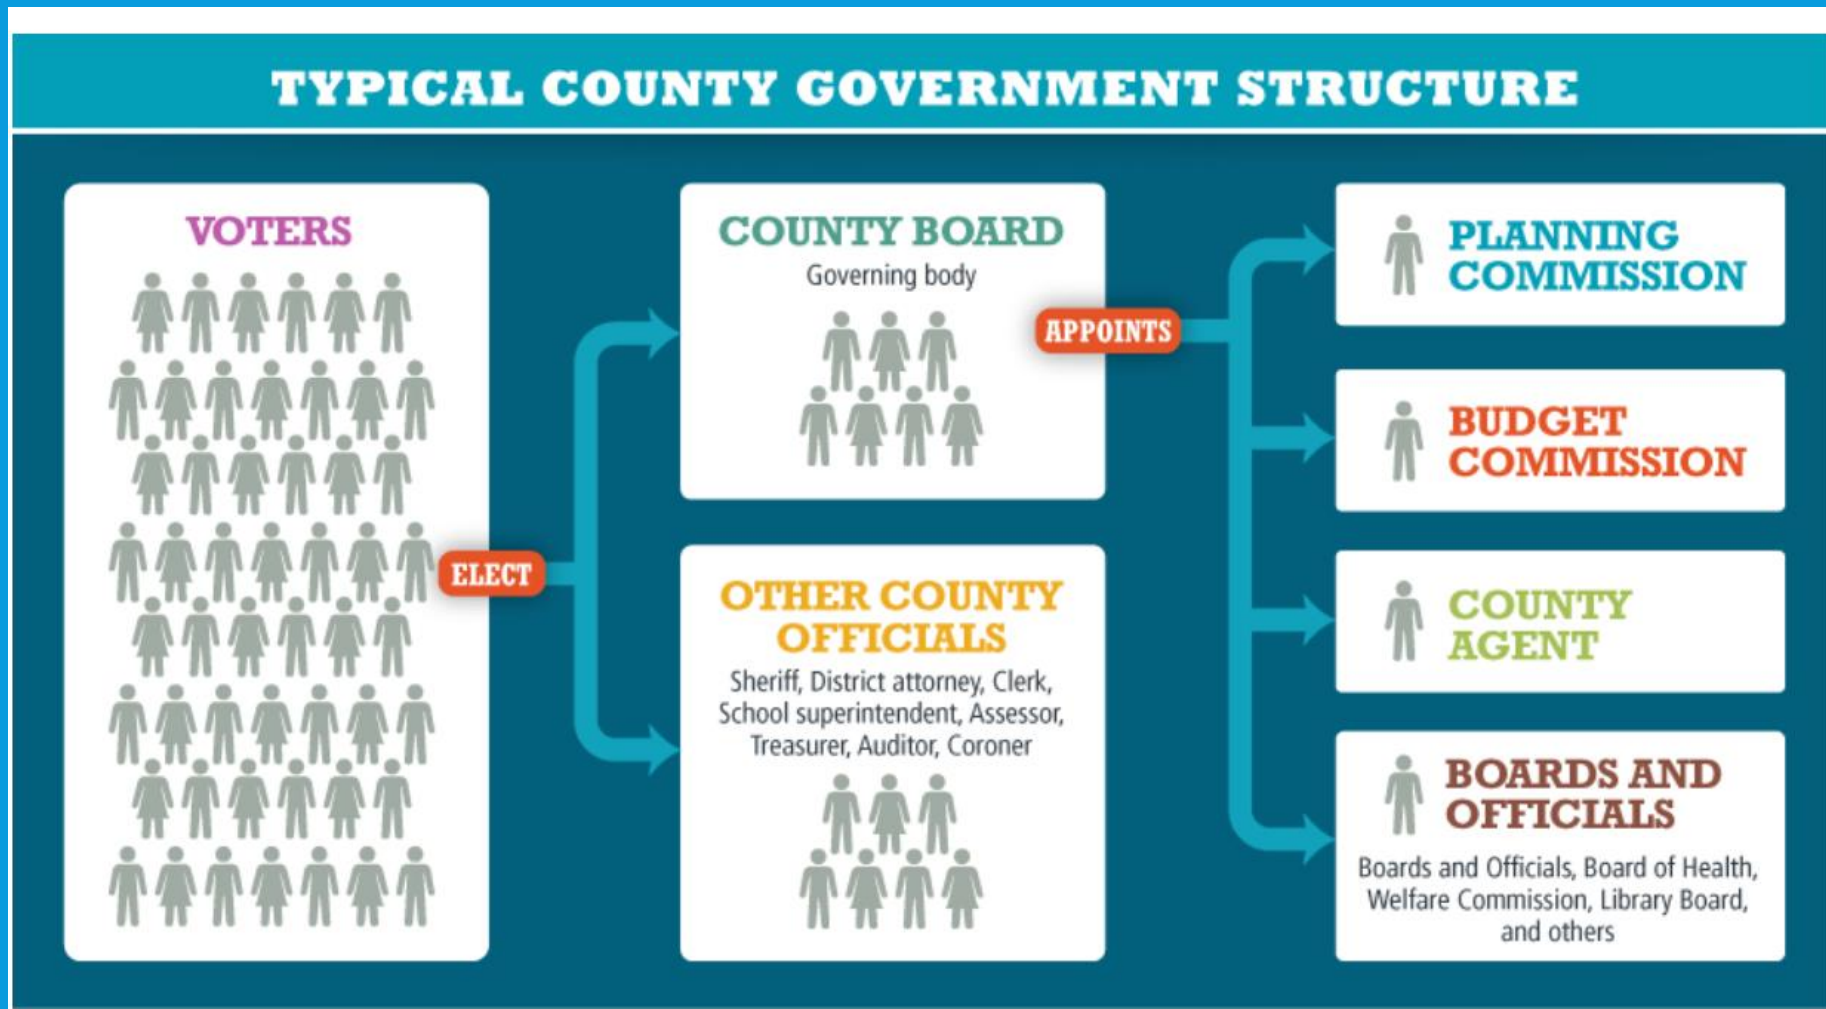 TYPICAL COUNTY GOVERNMENT STRUCTURE
VOTERS
ELECT
COUNTY BOARD
Governing body
APPOINTS
OTHER COUNTY
OFFICIALS
Sheriff, District attorney, Clerk,
School superintendent, Assessor,
Treasurer, Auditor, Coroner
PLANNING
COMMISSION
BUDGET
COMMISSION
COUNTY
AGENT
BOARDS AND
OFFICIALS
Boards and Officials, Board of Health,
Welfare Commission, Library Board,
and others